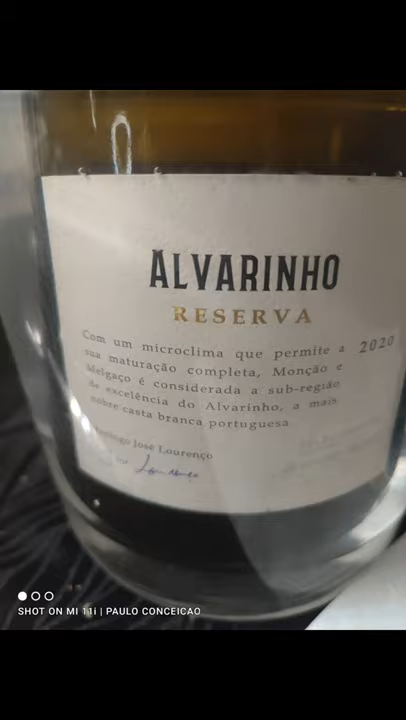 ALVARINHO
RESERVA
2020
Com um microclima que permite a
sua maturação completa, Monção e
Melgaço é considerada a sub-região
de excelência do Alvarinho, a mais
nobre casta branca portuguesa
José Lourenço
SHOT ON MI 11i | PAULO CONCEICAO